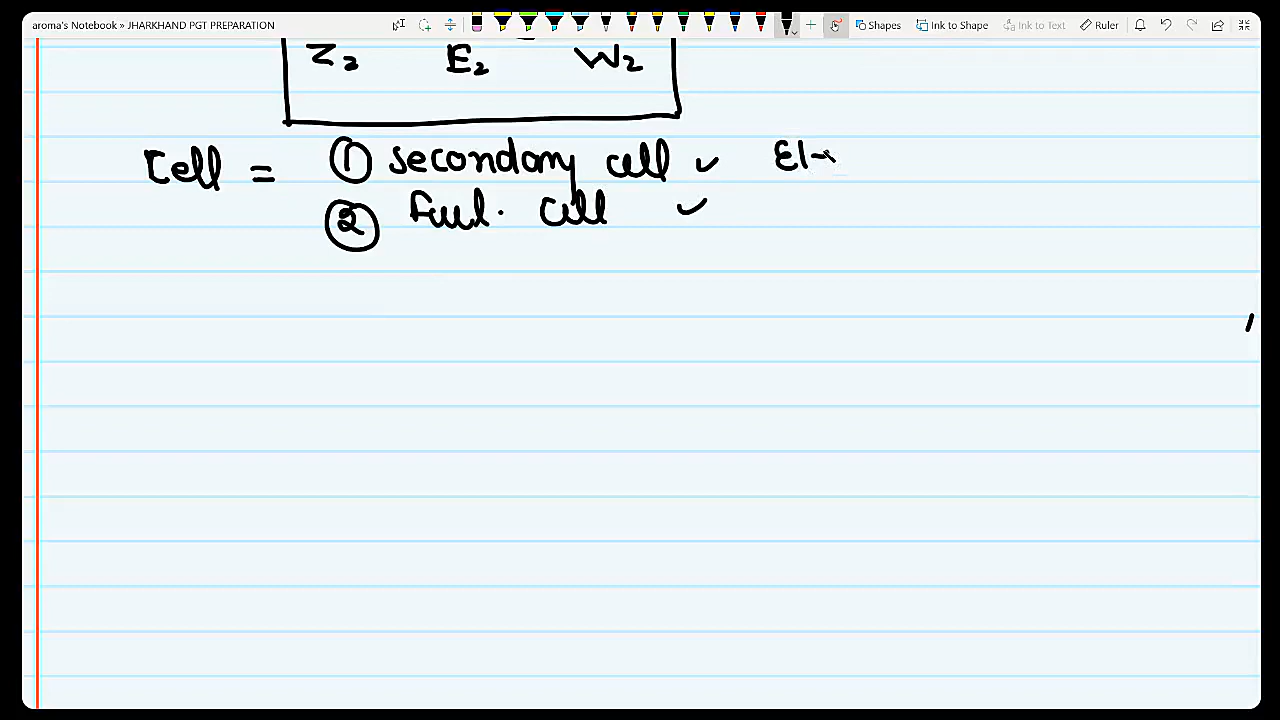 aroma's Notebook » JHARKHAND PGT PREPARATION
Shapes Ink to Shape Ink to Text Ruler
Z2 E2 W2
Cell = ① secondary cell ✓
② fuel. cell ✓